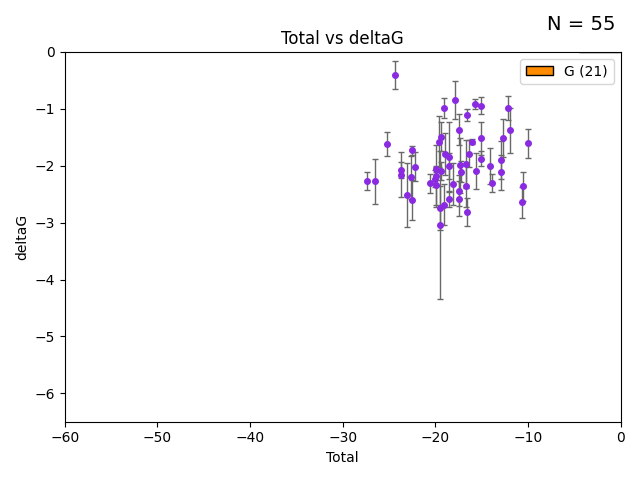 N = 55
Total vs deltaG
G (21)
deltaG
0
−1
−2
−3
−4
−5
−6
−60
−50
−40
−30
−20
−10
0
Total